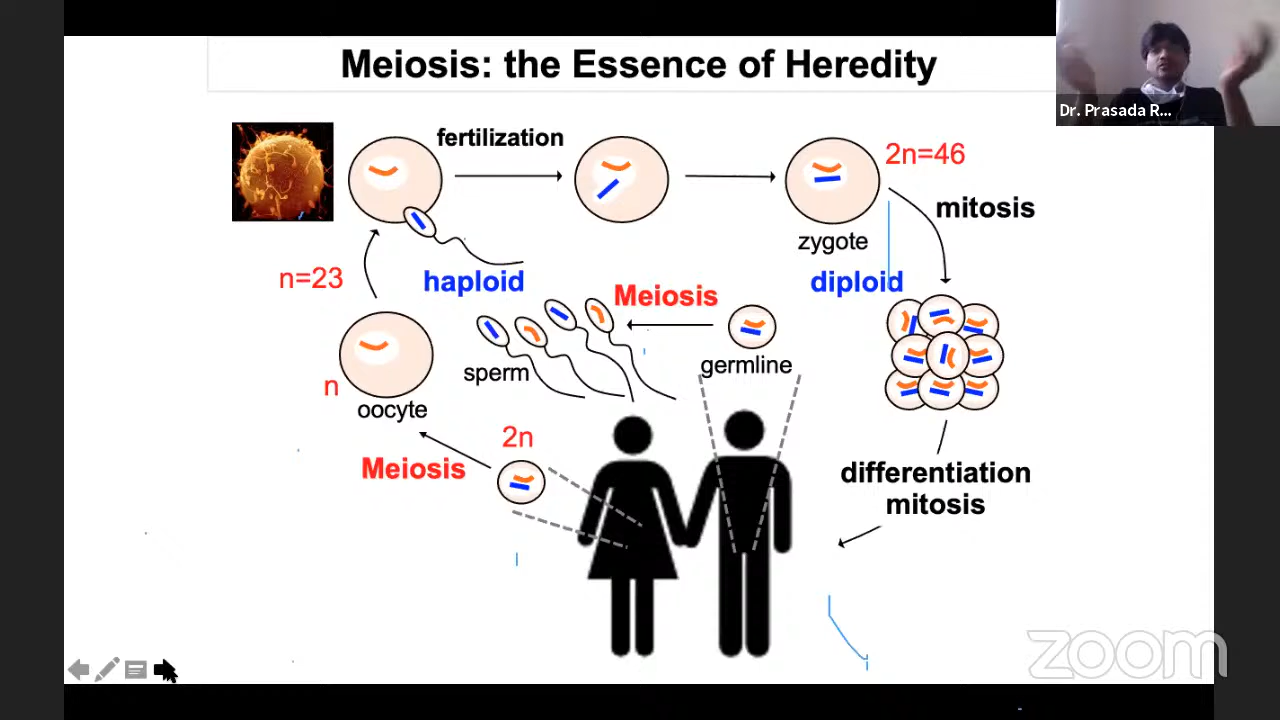 Meiosis: the Essence of Heredity
Dr. Prasada R...
fertilization
2n=46
mitosis
zygote
n=23
haploid
diploid
Meiosis
sperm
germline
n
oocyte
2n
Meiosis
differentiation
mitosis
zoom